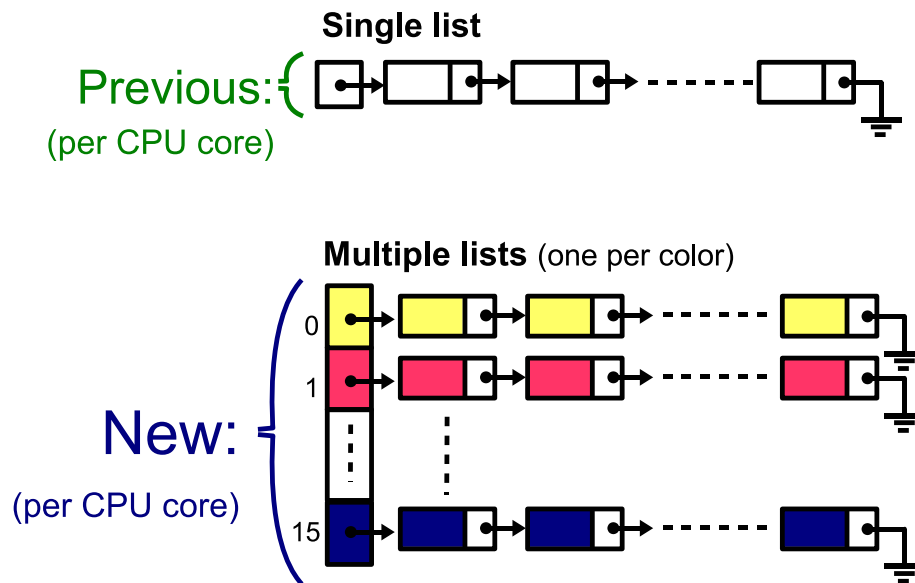 Single list
Previous:
(per CPU core)
Multiple lists (one per color)
0
1
New:
(per CPU core)
15